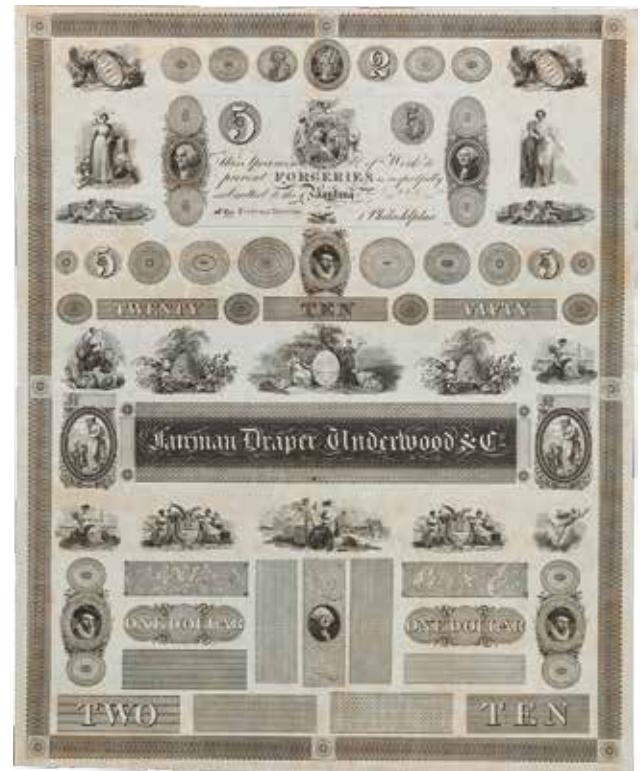 2
5 5
This Specimen of Work to
prevent FORGERIES is respectfully
submitted to the
Philadelphia
5 5
TWENTY TEN
Fairman Draper Underwood & Co.
ONE DOLLAR ONE DOLLAR
TWO TEN